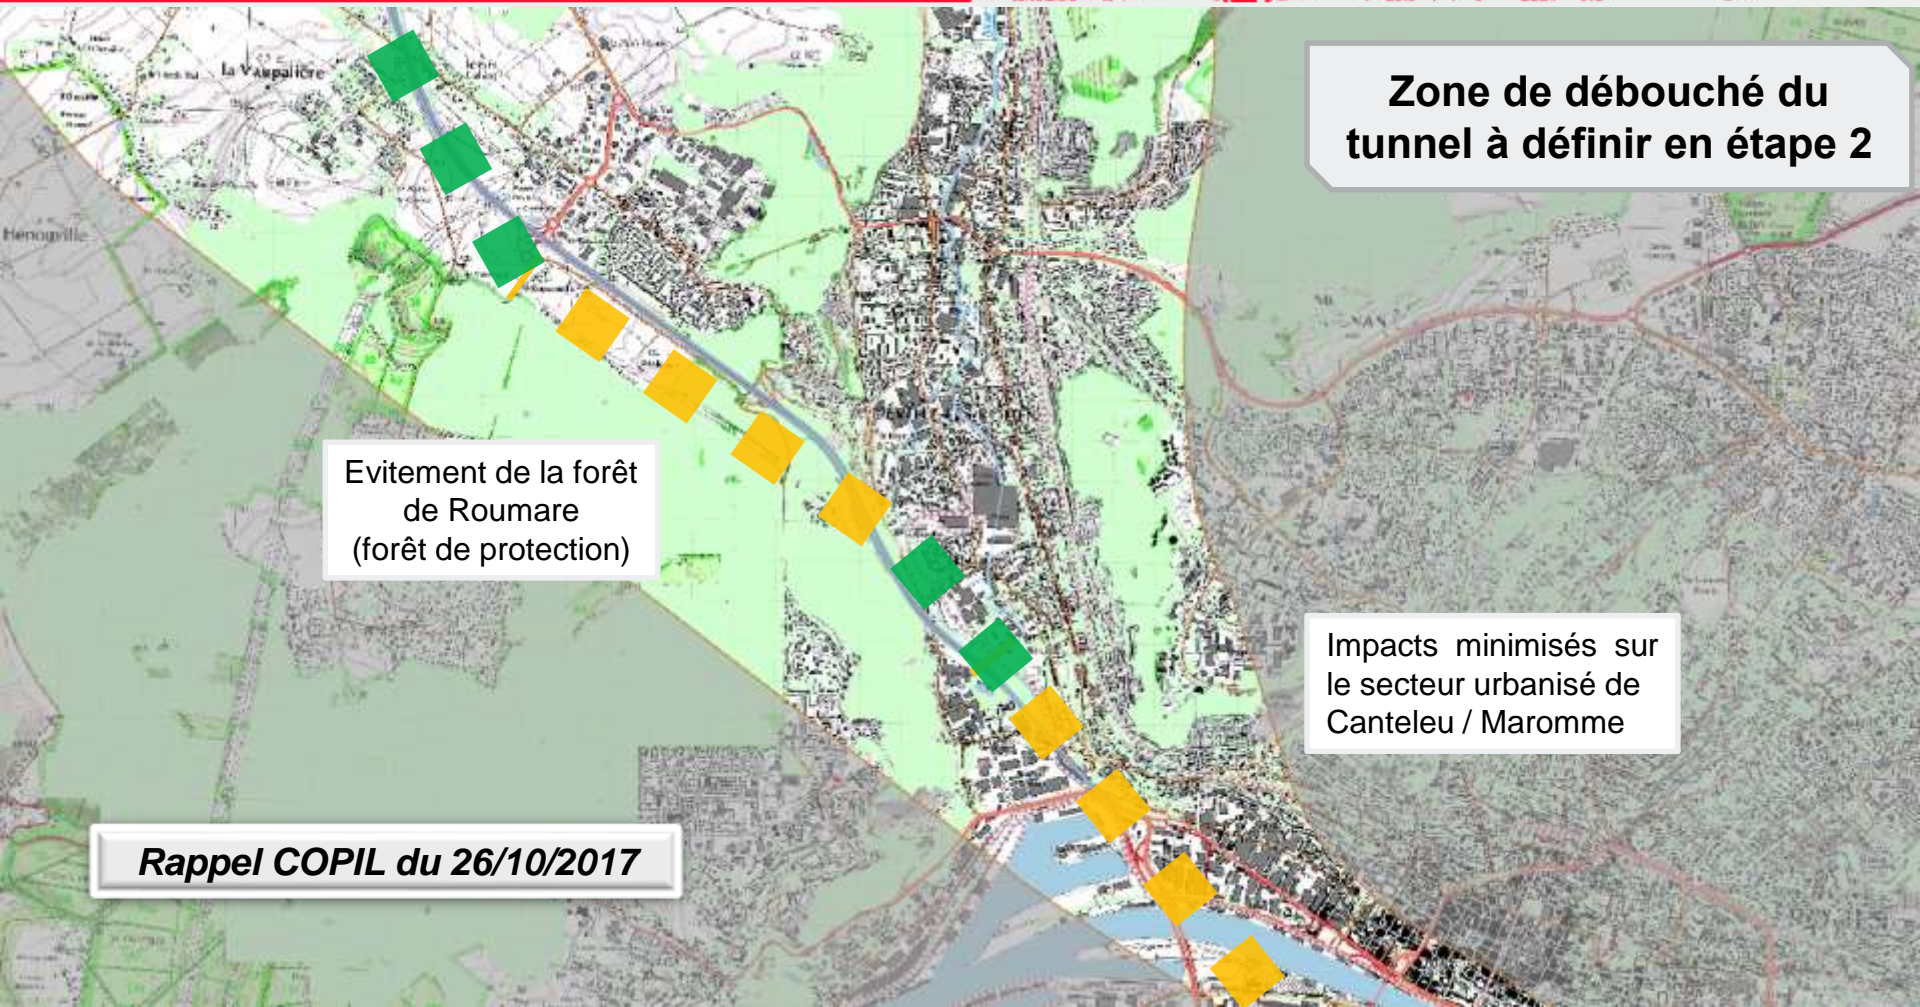 Zone de débouché du
tunnel à définir en étape 2
la Vaupalière
Hénouville
Evitement de la forêt
de Roumare
(forêt de protection)
Impacts minimisés sur
le secteur urbanisé de
Canteleu / Maromme
Rappel COPIL du 26/10/2017